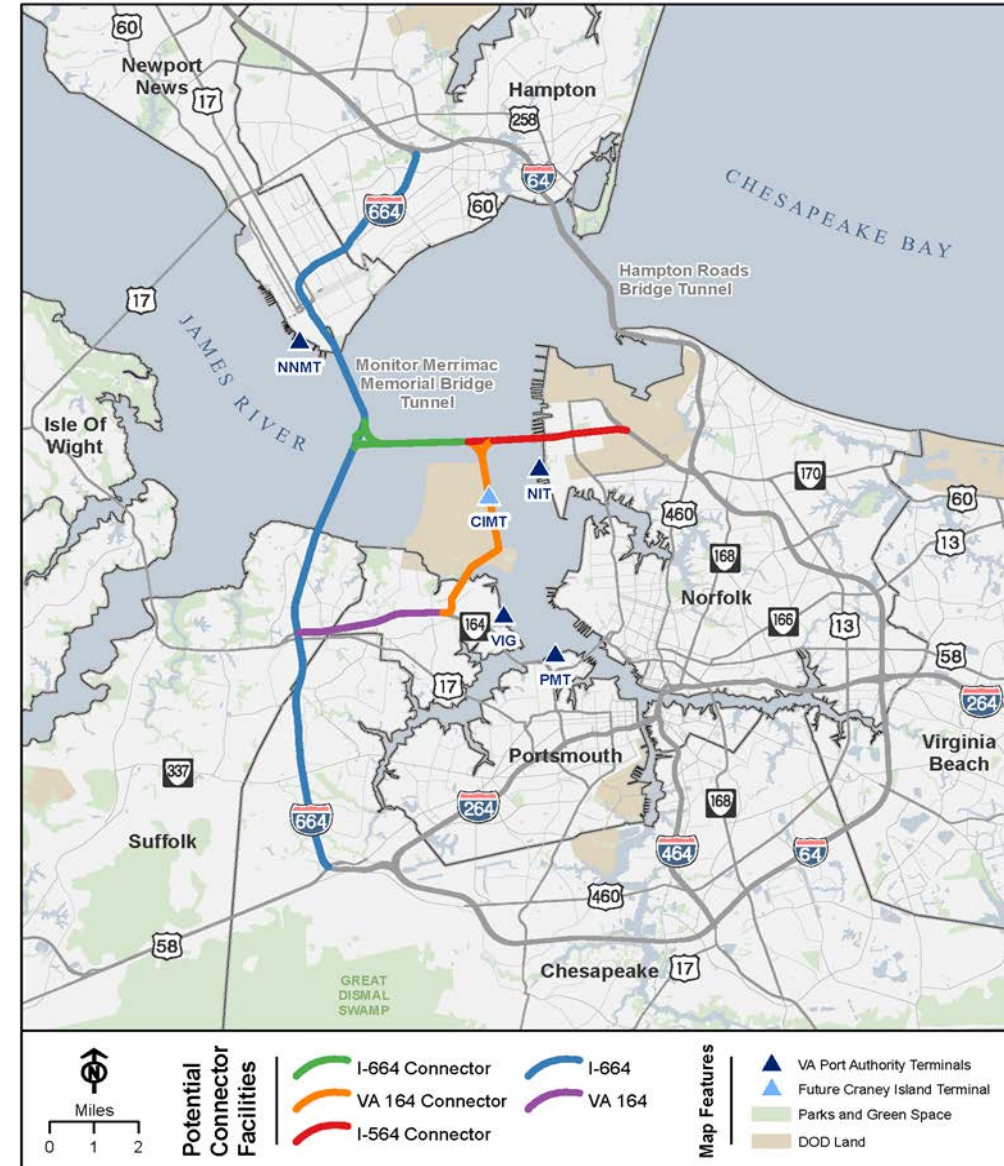 60
Newport
News
17
Hampton
258
64
664
60
CHESAPEAKE BAY
Hampton Roads
Bridge Tunnel
17
JAMES RIVER
NNMT
Monitor Merrimac
Memorial Bridge
Tunnel
Isle Of
Wight
NIT
CIMT
170
460
60
13
168
Norfolk
166
13
164
VIG
58
17
PMT
264
Virginia
Beach
Portsmouth
337
264
168
664
Suffolk
464
64
460
58
Chesapeake
17
GREAT
DISMAL
SWAMP
N
Miles
0 1 2
Potential
Connector
Facilities
I-664 Connector
VA 164 Connector
I-564 Connector
I-664
VA 164
Map Features
VA Port Authority Terminals
Future Craney Island Terminal
Parks and Green Space
DOD Land